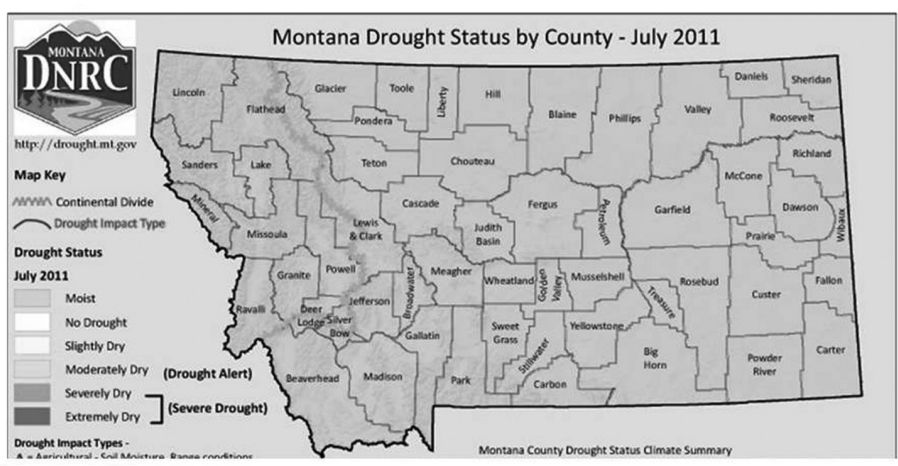 Montana Drought Status by County - July 2011
MONTANA
DNRC
http://drought.mt.gov
Map Key
Continental Divide
Drought Impact Type
Drought Status
July 2011
Moist
No Drought
Slightly Dry
Moderately Dry (Drought Alert)
Severely Dry
(Severe Drought)
Extremely Dry
Drought Impact Types -
A = Agricultural - Soil Moisture, Range conditions
Lincoln
Flathead
Glacier
Toole
Liberty
Hill
Blaine
Phillips
Valley
Daniels
Sheridan
Roosevelt
Pondera
Sanders
Lake
Teton
Chouteau
Richland
McCone
Mineral
Missoula
Lewis
& Clark
Cascade
Judith
Basin
Fergus
Petroleum
Garfield
Dawson
Prairie
Wibaux
Granite
Powell
Ravalli
Deer
Lodge
Silver
Bow
Jefferson
Broadwater
Meagher
Wheatland
Golden
Valley
Musselshell
Treasure
Rosebud
Custer
Fallon
Gallatin
Sweet
Grass
Stillwater
Yellowstone
Beaverhead
Madison
Park
Carbon
Big
Horn
Powder
River
Carter
Montana County Drought Status Climate Summary